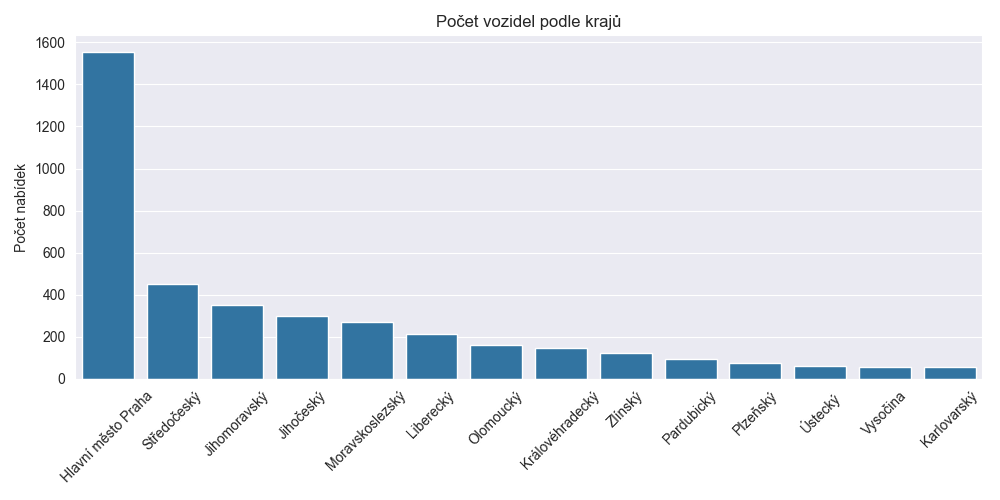 Počet vozidel podle krajů
Počet nabídek
1600
1400
1200
1000
800
600
400
200
0
Hlavní město Praha
Středočeský
Jihomoravský
Jihočeský
Moravskoslezský
Liberecký
Olomoucký
Královéhradecký
Zlínský
Pardubický
Plzeňský
Ústecký
Vysočina
Karlovarský